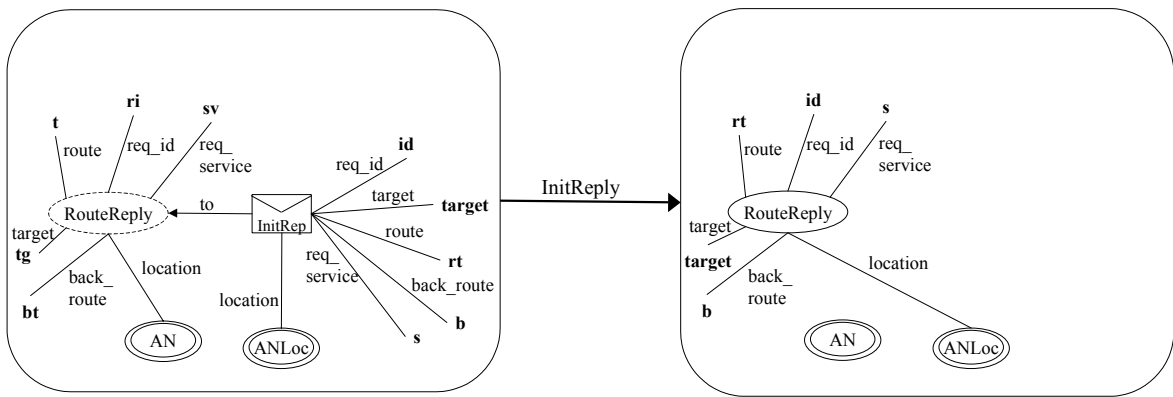 t
ri
sv
route
req_id
req_
service
id
req_id
target
target
RouteReply
to
InitRep
route
rt
target
tg
back_
route
bt
location
location
req_
service
back_route
b
s
AN
ANLoc
InitReply
rt
id
s
route
req_id
req_
service
RouteReply
target
target
back_
route
b
location
AN
ANLoc